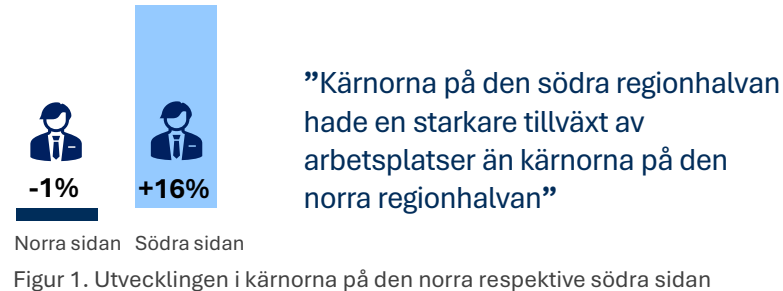 ”Kärnorna på den södra regionhalvan
hade en starkare tillväxt av
arbetsplatser än kärnorna på den
norra regionhalvan”
-1%
+16%
Norra sidan
Södra sidan
Figur 1. Utvecklingen i kärnorna på den norra respektive södra sidan